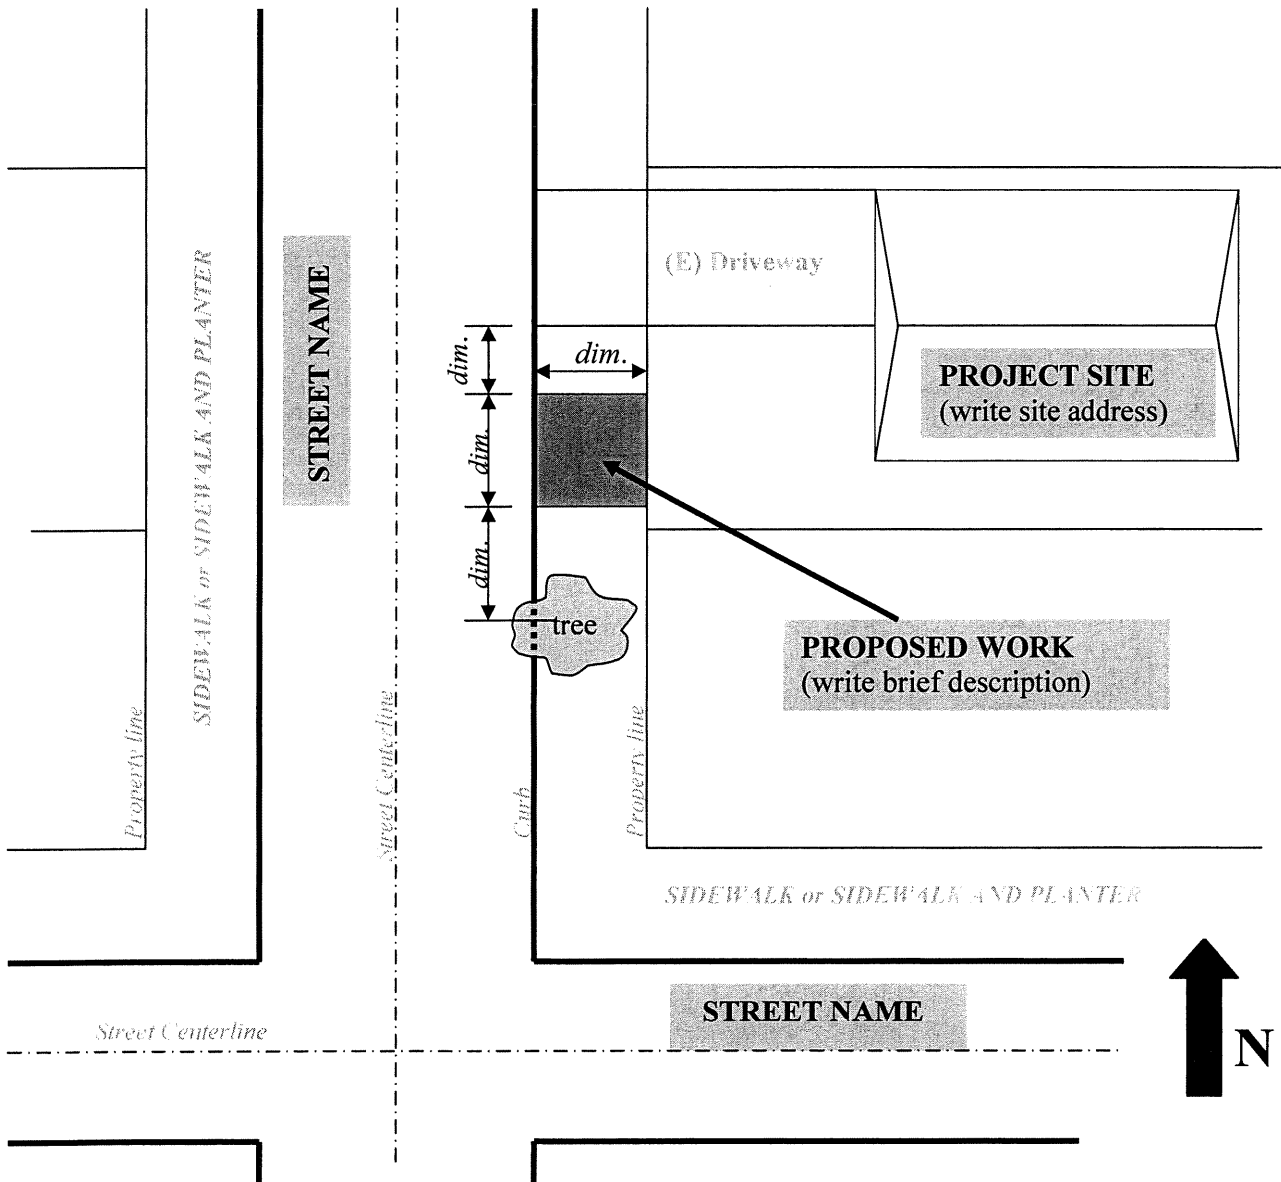 (E) Driveway
SIDEWALK or SIDEWALK AND PLANTER
STREET NAME
dim.
dim.
PROJECT SITE
(write site address)
dim.
dim.
tree
PROPOSED WORK
(write brief description)
Property line
Street Centerline
Curb
Property line
SIDEWALK or SIDEWALK AND PLANTER
STREET NAME
Street Centerline
N